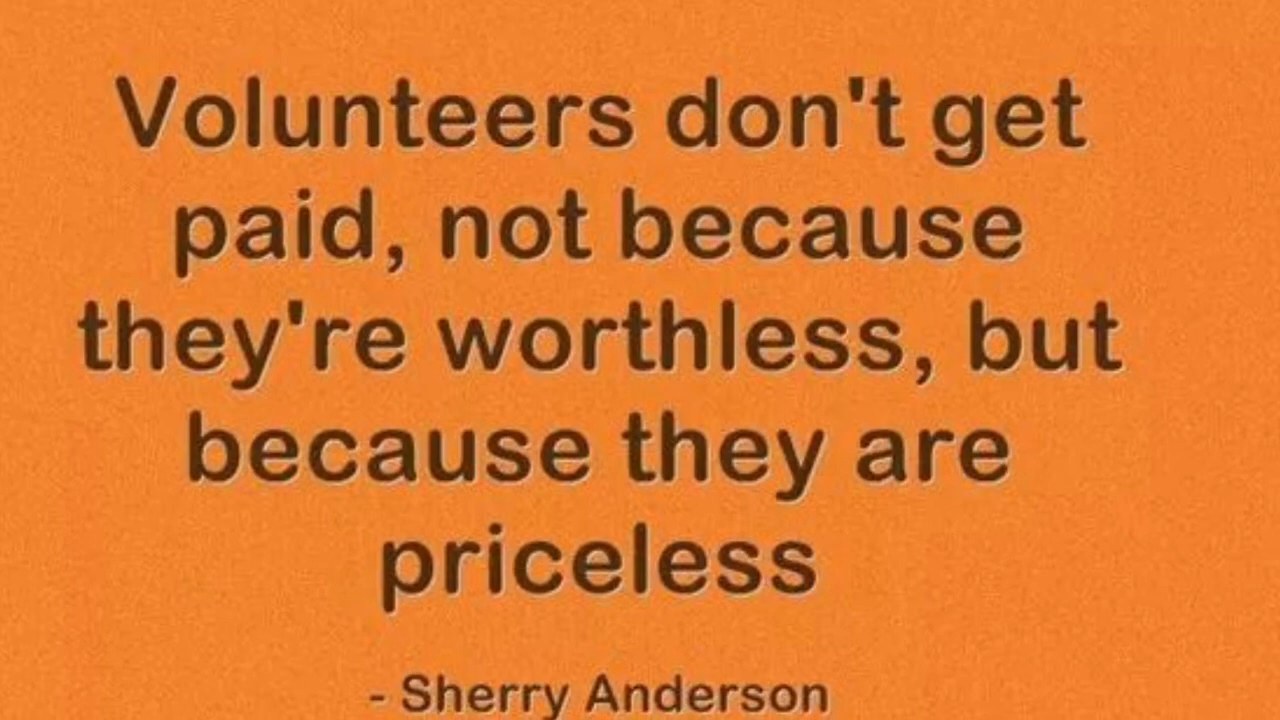 Volunteers don't get
paid, not because
they're worthless, but
because they are
priceless
- Sherry Anderson